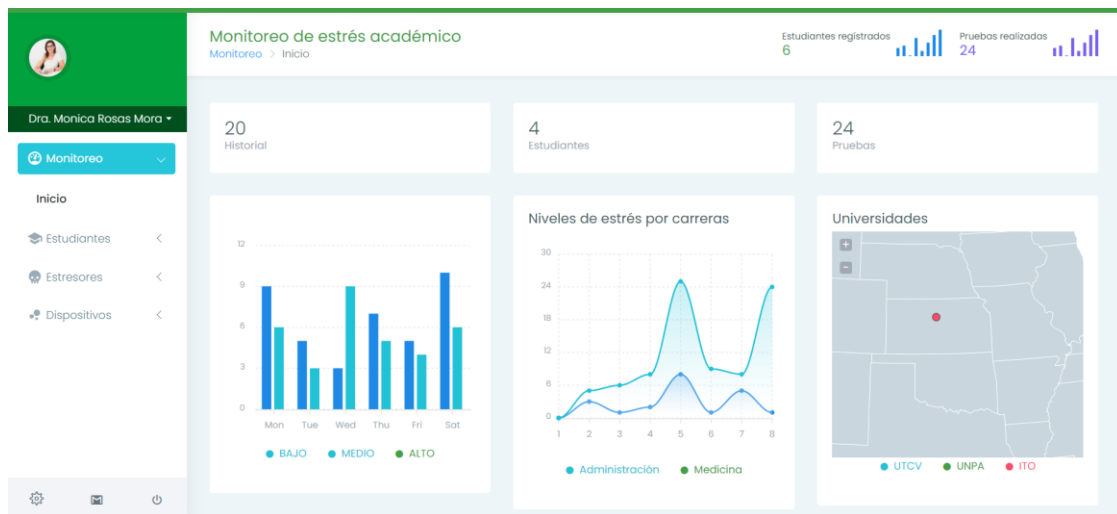 Monitoreo de estrés académico
Monitoreo > Inicio
Estudiantes registrados
6
Pruebas realizadas
24
Dra. Monica Rosas Mora
Monitoreo
Inicio
Estudiantes
Estresores
Dispositivos
20
Historial
4
Estudiantes
24
Pruebas
12
9
6
3
0
Mon Tue Wed Thu Fri Sat
BAJO MEDIO ALTO
Niveles de estrés por carreras
30
24
18
12
6
0
1 2 3 4 5 6 7 8
Administración Medicina
Universidades
+
-
UTCV UNPA ITO